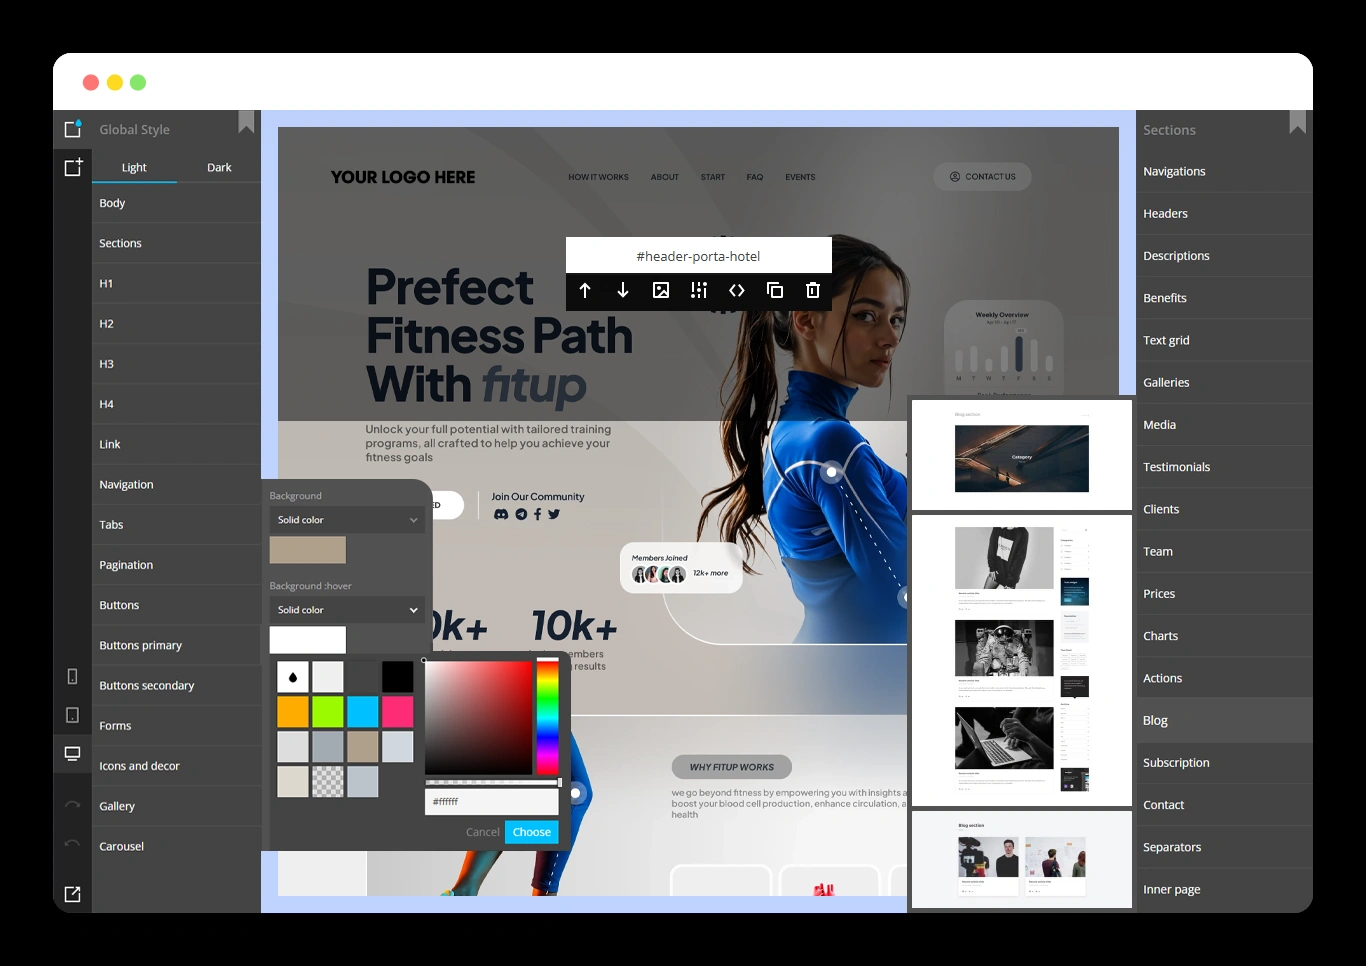 Global Style
Light
Dark
Body
Sections
H1
H2
H3
H4
Link
Navigation
Tabs
Pagination
Buttons
Buttons primary
Buttons secondary
Forms
Icons and decor
Gallery
Carousel
YOUR LOGO HERE
HOW IT WORKS
ABOUT
START
FAQ
EVENTS
CONTACT US
#header-porta-hotel
Prefect
Fitness Path
With fitup
Unlock your full potential with tailored training
programs, all crafted to help you achieve your
fitness goals
ED
Join Our Community
Weekly Overview
M T W T F S S
Members Joined
12k+ more
0k+
10k+
embers
results
WHY FITUP WORKS
we go beyond fitness by empowering you with insights a
boost your blood cell production, enhance circulation, a
health
Background
Solid color
Background :hover
Solid color
#ffffff
Cancel
Choose
Blog section
Category
Blog section
Sections
Navigations
Headers
Descriptions
Benefits
Text grid
Galleries
Media
Testimonials
Clients
Team
Prices
Charts
Actions
Blog
Subscription
Contact
Separators
Inner page